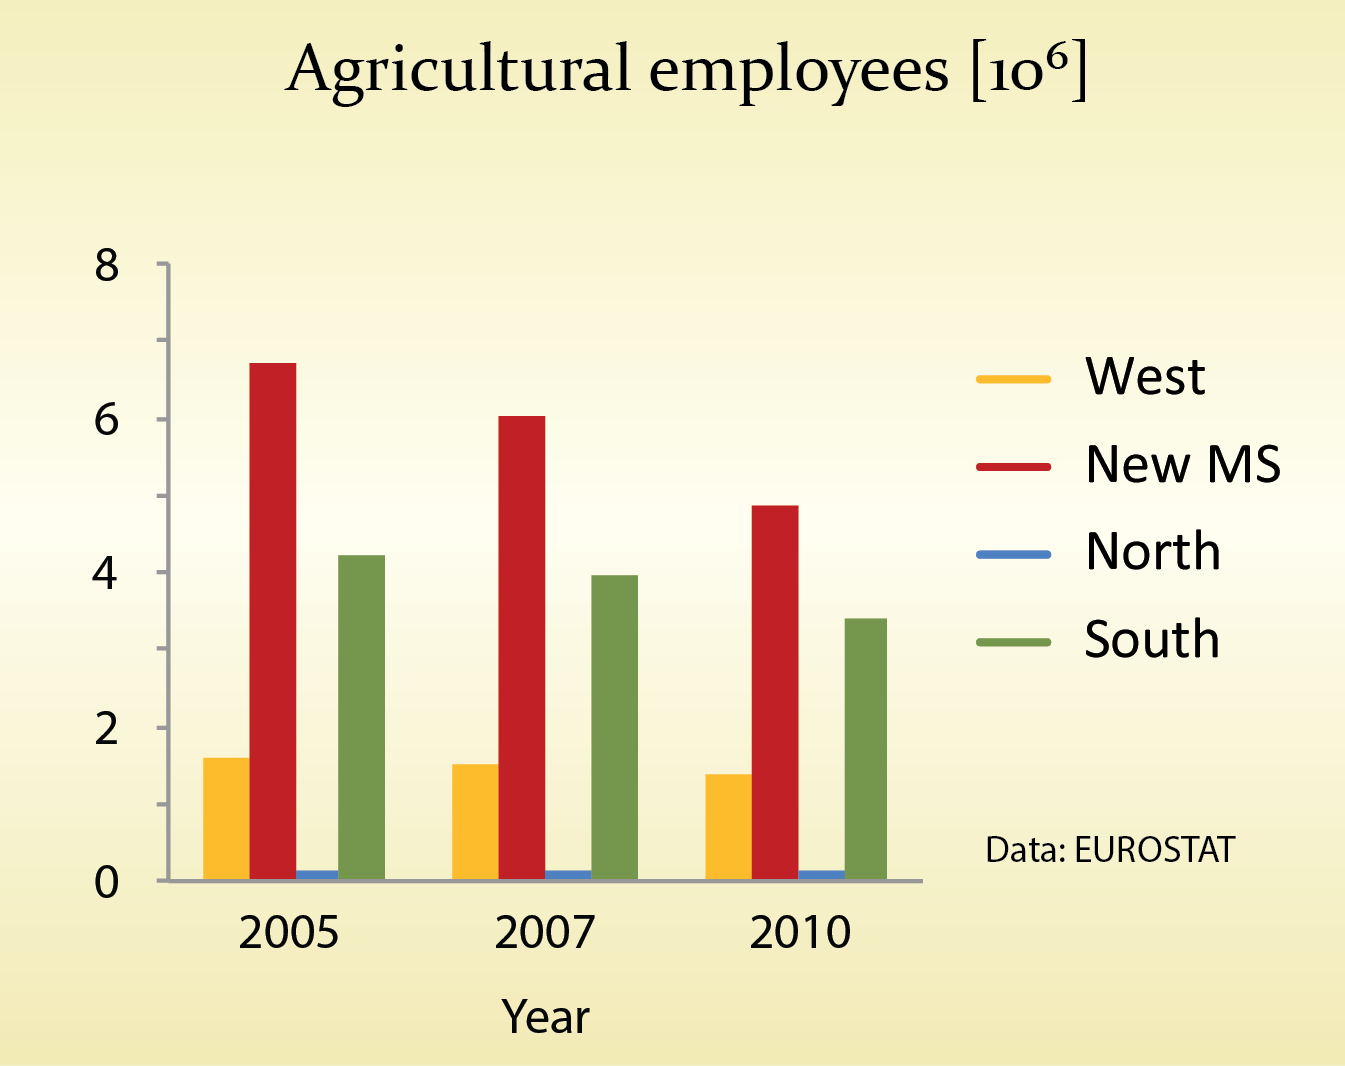 Agricultural employees [10⁶]
8
6
4
2
0
2005 2007 2010
Year
West
New MS
North
South
Data: EUROSTAT